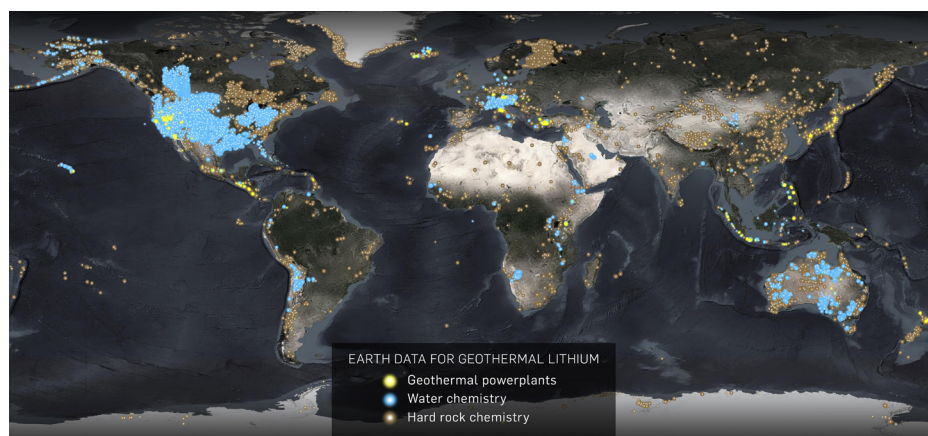 EARTH DATA FOR GEOTHERMAL LITHIUM
Geothermal powerplants
Water chemistry
Hard rock chemistry